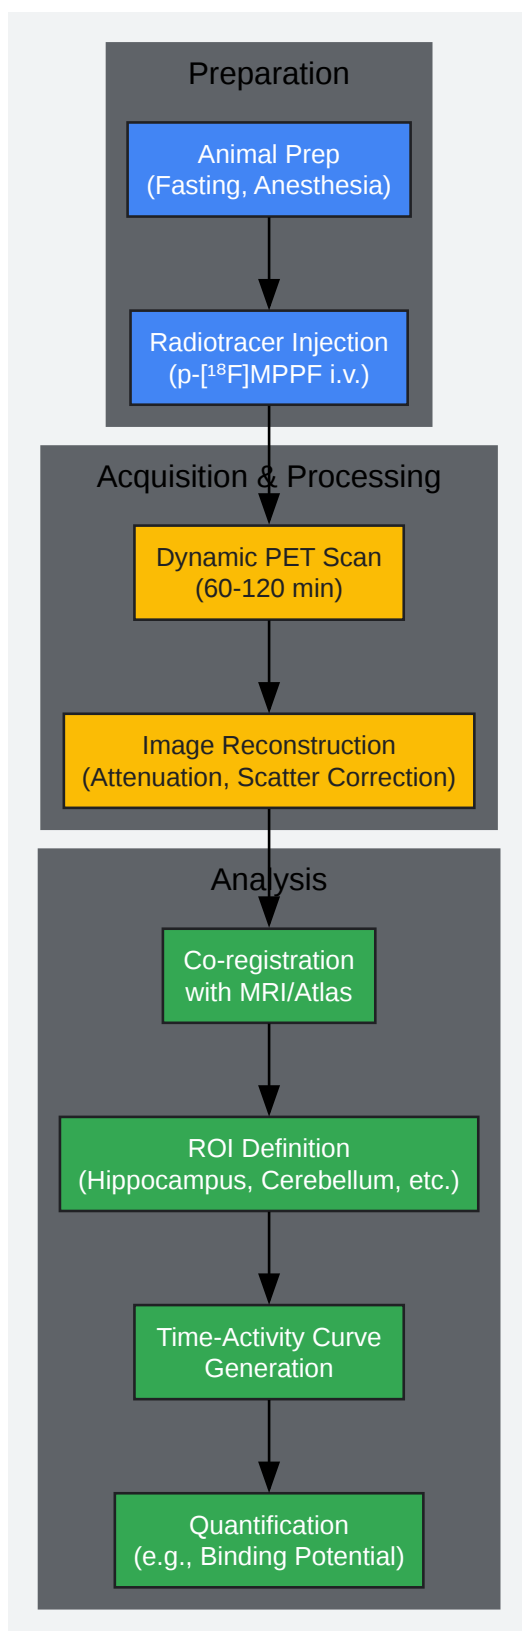 Preparation
Animal Prep
(Fasting, Anesthesia)
Radiotracer Injection
(p-[¹⁸F]MPPF i.v.)
Acquisition & Processing
Dynamic PET Scan
(60-120 min)
Image Reconstruction
(Attenuation, Scatter Correction)
Analysis
Co-registration
with MRI/Atlas
ROI Definition
(Hippocampus, Cerebellum, etc.)
Time-Activity Curve
Generation
Quantification
(e.g., Binding Potential)